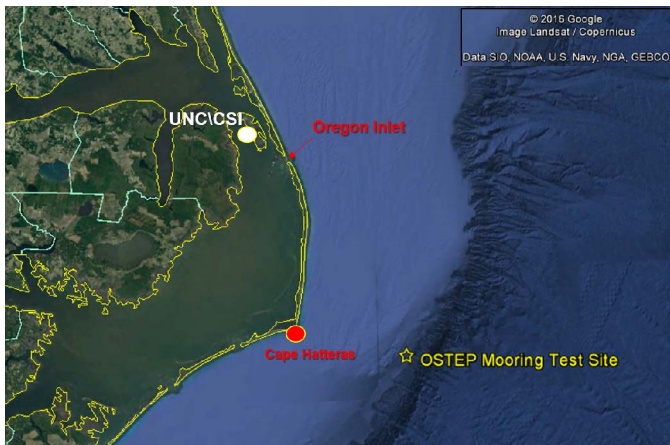 © 2016 Google
Image Landsat / Copernicus
Data SIO, NOAA, U.S. Navy, NGA, GEBCO
UNC\CSI
Oregon Inlet
Cape Hatteras
OSTEP Mooring Test Site